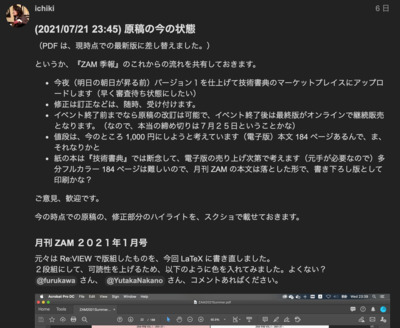 ichiki
6 日
(2021/07/21 23:45) 原稿の今の状態
（PDF は、現時点での最新版に差し替えました。）
というか、『ZAM 季報』のこれからの流れを共有しておきます。
• 今夜（明日の朝日が昇る前）バージョン 1 を仕上げて技術書典のマーケットプレイスにアップロ
ードします（早く審査待ち状態にしたい）
• 修正は訂正などは、随時、受け付けます。
• イベント終了前までなら原稿の改訂は可能で、イベント終了後は最終版がオンラインで継続販売
となります。（なので、本当の締め切りは７月２５日ということかな）
• 値段は、今のところ 1,000 円にしようと考えています（電子版）本文 184 ページあるんで、ま、
それなりかと
• 紙の本は『技術書典』では断念して、電子版の売り上げ次第で考えます（元手が必要なので）多
分フルカラー 184 ページは難しいので、月刊 ZAM の本文は落とした形で、書き下ろし版として
印刷かな？
ご意見、歓迎です。
今の時点での原稿の、修正部分のハイライトを、スクショで載せておきます。
月刊 ZAM ２０２１年１月号
元々は Re:VIEW で版組したものを、今回 LaTeX に書き直しました。
２段組にして、可読性を上げるため、以下のように色を入れてみました。よくない？
@furukawa さん、 @YutakaNakano さん、コメントあればください。
Acrobat Pro DC